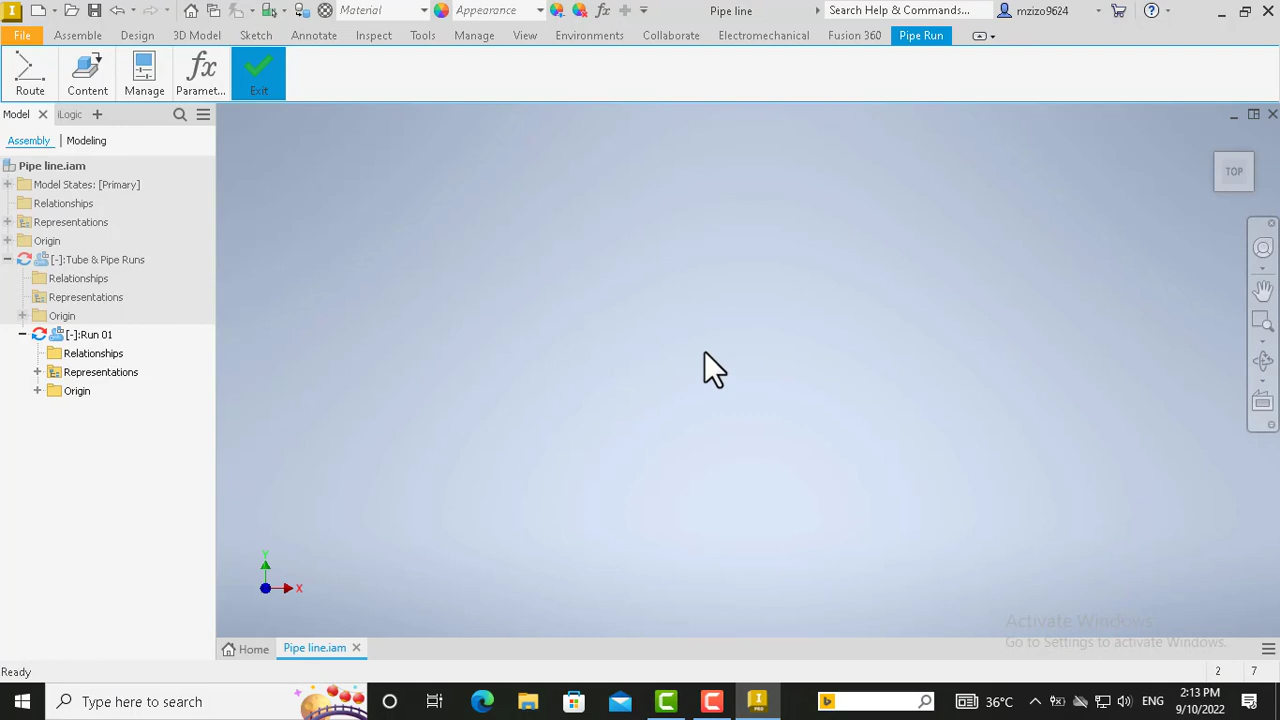 Material
Appearance
Pipe line
Search Help & Commands...
mzizo9624
File
Assemble
Design
3D Model
Sketch
Annotate
Inspect
Tools
Manage
View
Environments
Collaborate
Electromechanical
Fusion 360
Pipe Run
Route
Content
Manage
fx
Paramet...
Exit
Model
iLogic
Assembly
Modeling
Pipe line.iam
Model States: [Primary]
Relationships
Representations
Origin
[-]:Tube & Pipe Runs
Relationships
Representations
Origin
[-]:Run 01
Relationships
Representations
Origin
TOP
Y
X
Activate Windows
Go to Settings to activate Windows.
Home
Pipe line.iam
Ready
2
7
Type here to search
36°C
ENG
2:13 PM
9/10/2022